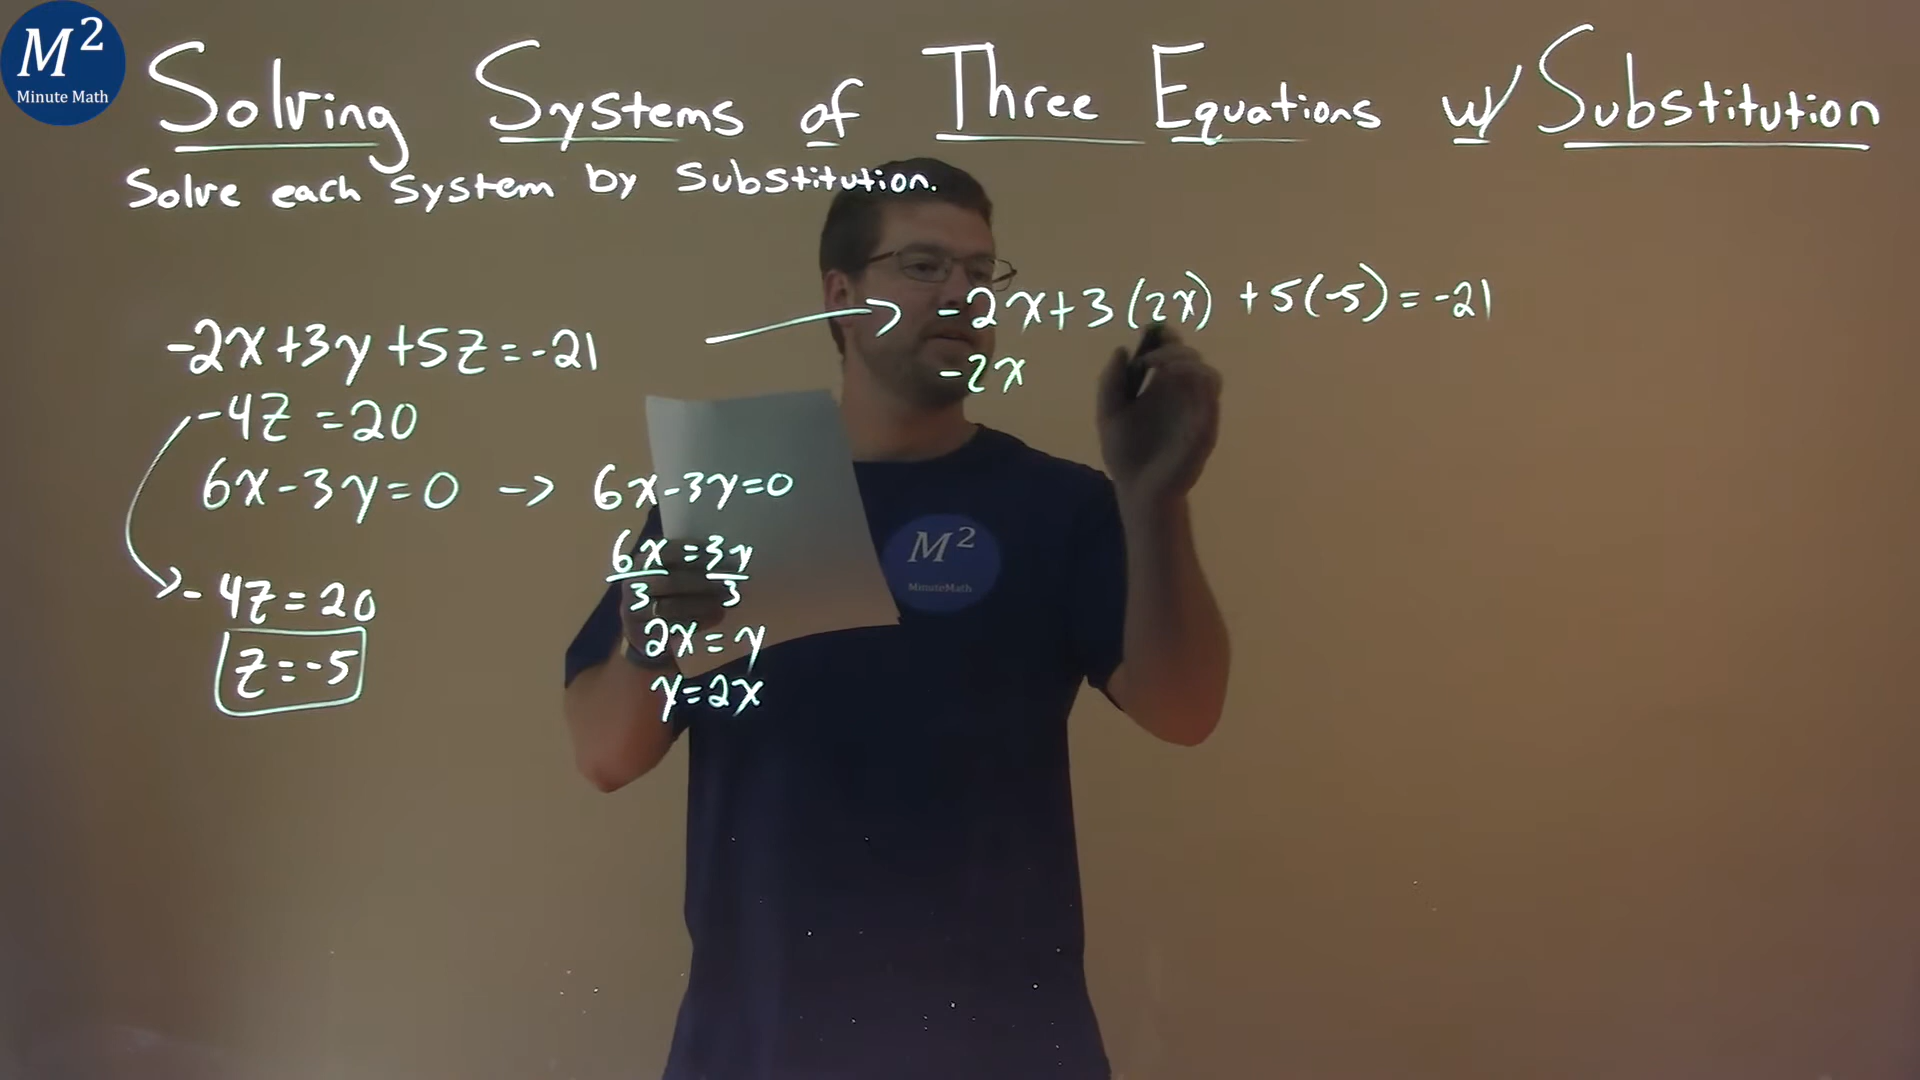 M²
Minute Math
Solving Systems of Three Equations w/ Substitution
Solve each system by substitution.
-2x+3y+5z=-21
-4z =20
6x-3y=0 -> 6x-3y=0
6x=3y
3 3
2x=y
y=2x
-4z=20
z=-5
-2x+3(2x) +5(-5)=-21
-2x
M²
MinuteMath